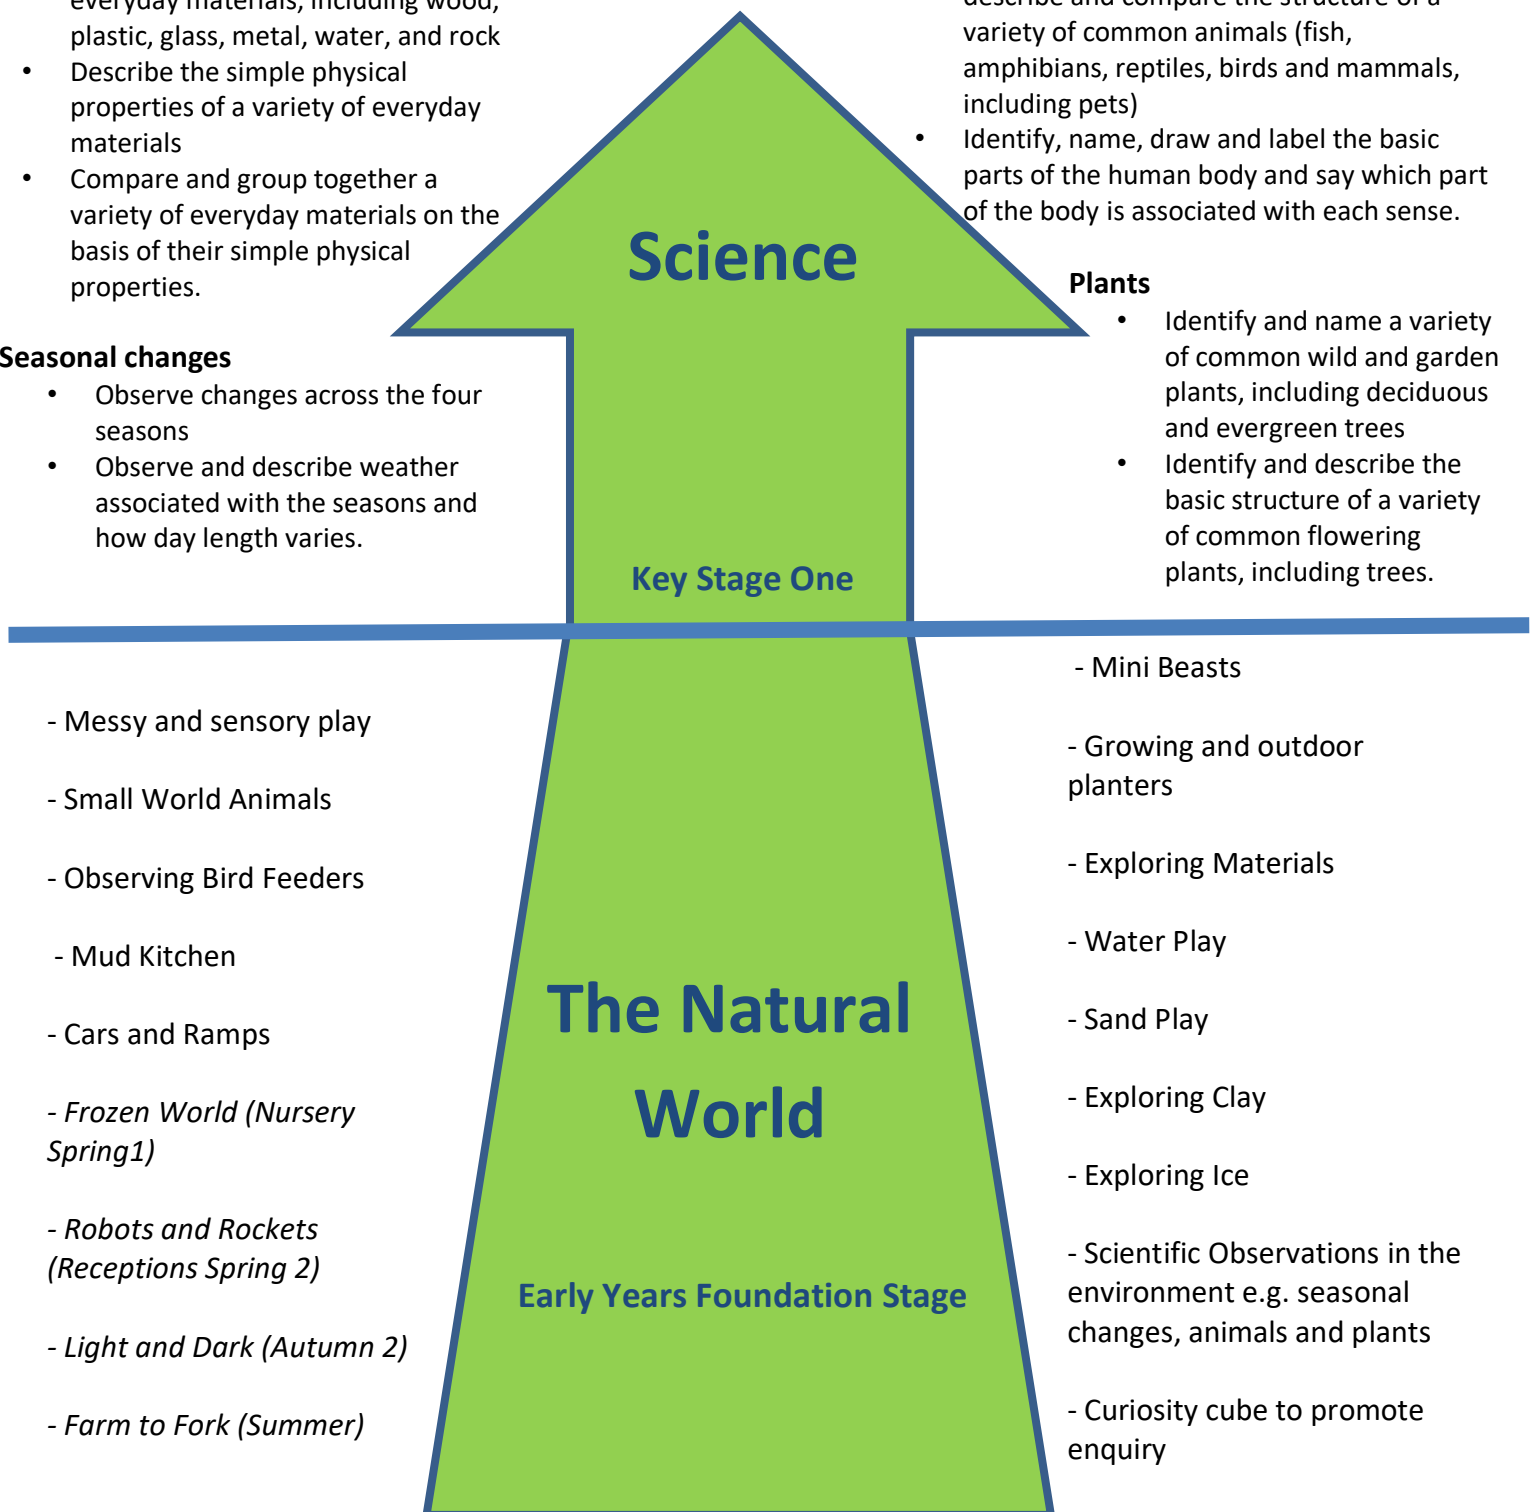 everyday materials, including wood,
plastic, glass, metal, water, and rock
• Describe the simple physical
properties of a variety of everyday
materials
• Compare and group together a
variety of everyday materials on the
basis of their simple physical
properties.
Seasonal changes
• Observe changes across the four
seasons
• Observe and describe weather
associated with the seasons and
how day length varies.
describe and compare the structure of a
variety of common animals (fish,
amphibians, reptiles, birds and mammals,
including pets)
• Identify, name, draw and label the basic
parts of the human body and say which part
of the body is associated with each sense.
Plants
• Identify and name a variety
of common wild and garden
plants, including deciduous
and evergreen trees
• Identify and describe the
basic structure of a variety
of common flowering
plants, including trees.
Science
Key Stage One
- Messy and sensory play
- Small World Animals
- Observing Bird Feeders
- Mud Kitchen
- Cars and Ramps
- Frozen World (Nursery
Spring1)
- Robots and Rockets
(Receptions Spring 2)
- Light and Dark (Autumn 2)
- Farm to Fork (Summer)
The Natural
World
Early Years Foundation Stage
- Mini Beasts
- Growing and outdoor
planters
- Exploring Materials
- Water Play
- Sand Play
- Exploring Clay
- Exploring Ice
- Scientific Observations in the
environment e.g. seasonal
changes, animals and plants
- Curiosity cube to promote
enquiry